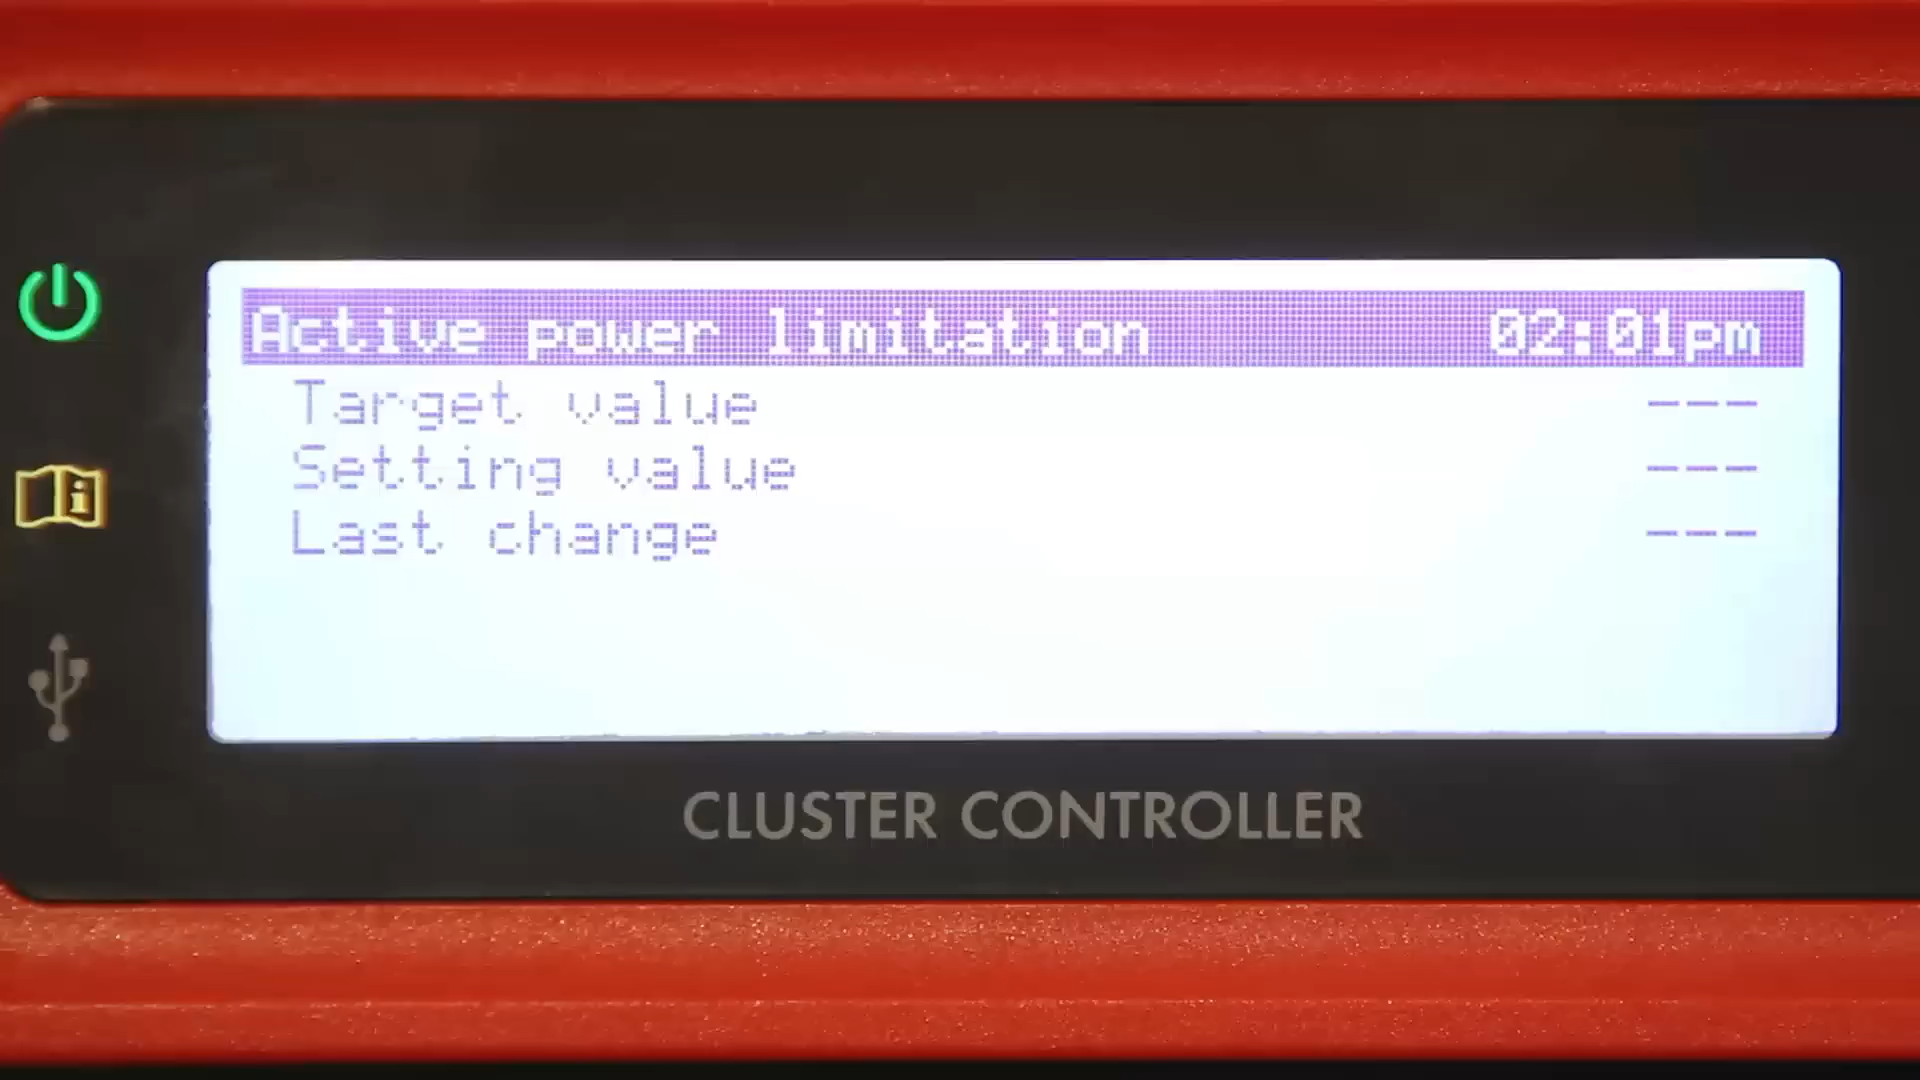 Active power limitation 02:01pm
Target value ---
Setting value ---
Last change ---
CLUSTER CONTROLLER